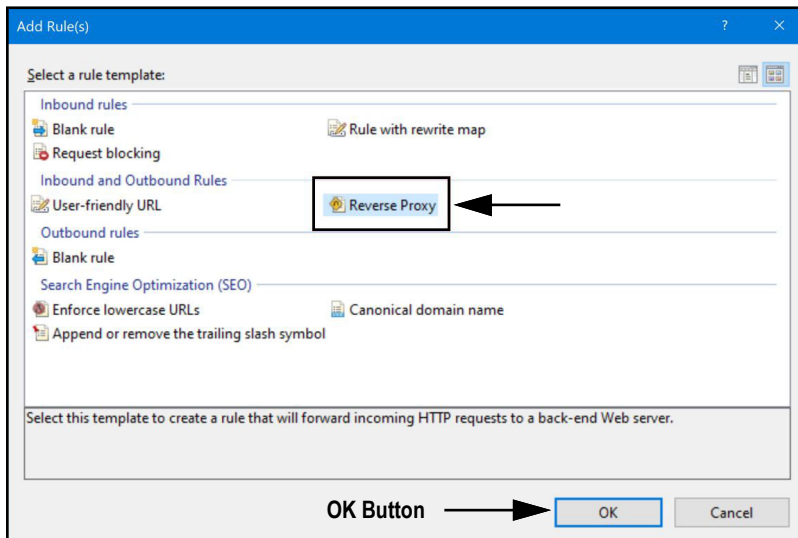 Add Rule(s) ? ×
Select a rule template:
Inbound rules
Blank rule Rule with rewrite map
Request blocking
Inbound and Outbound Rules
User-friendly URL Reverse Proxy
Outbound rules
Blank rule
Search Engine Optimization (SEO)
Enforce lowercase URLs Canonical domain name
Append or remove the trailing slash symbol
Select this template to create a rule that will forward incoming HTTP requests to a back-end Web server.
OK Button OK Cancel